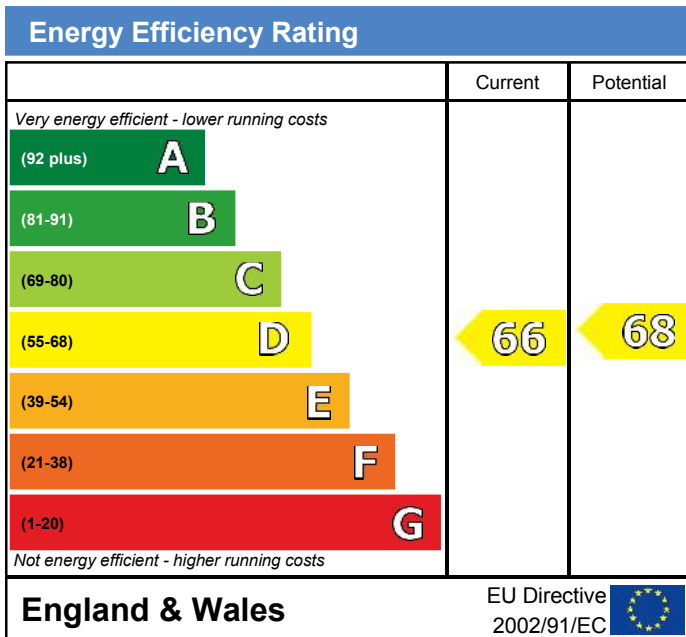 Energy Efficiency Rating
Current Potential
Very energy efficient - lower running costs
(92 plus) A
(81-91) B
(69-80) C
(55-68) D 66 68
(39-54) E
(21-38) F
(1-20) G
Not energy efficient - higher running costs
England & Wales
EU Directive
2002/91/EC